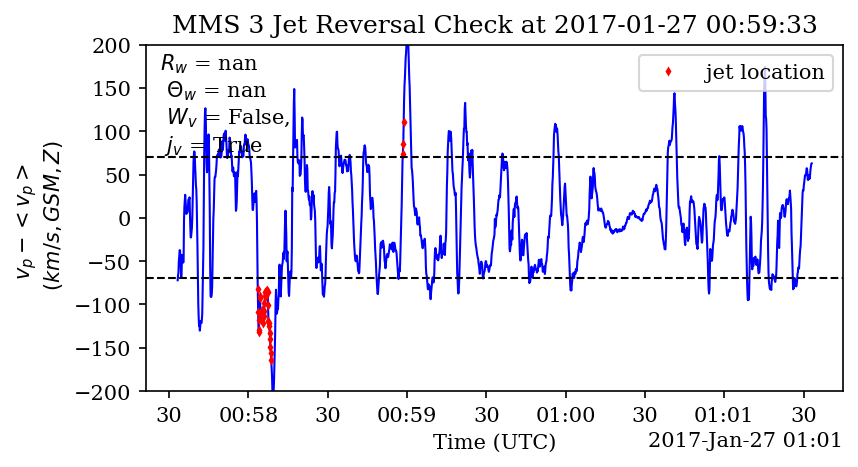 MMS 3 Jet Reversal Check at 2017-01-27 00:59:33
R_w = nan
Θ_w = nan
W_v = False,
j_v = True
jet location
200
150
100
50
0
−50
−100
−150
−200
v_p − <v_p>
(km/s, GSM, Z)
30 00:58 30 00:59 30 01:00 30 01:01 30
Time (UTC)
2017-Jan-27 01:01